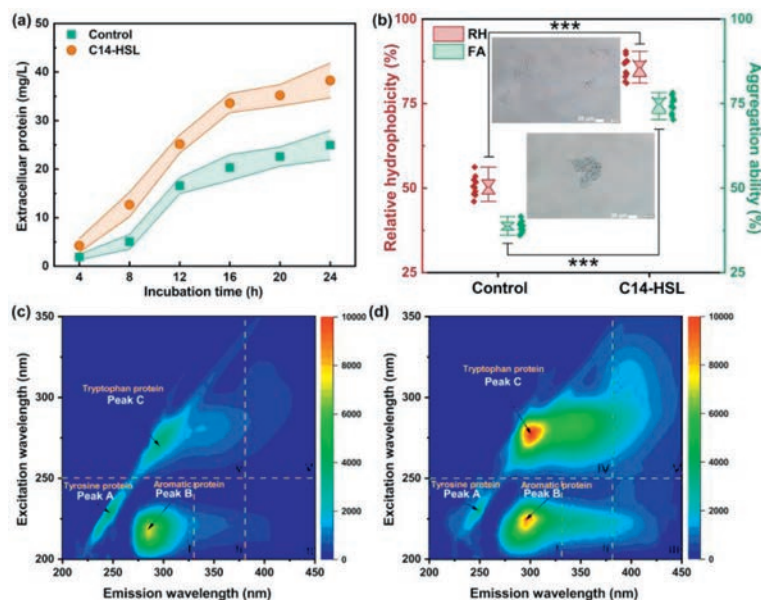 (a)
Control
C14-HSL
Extracelluar protein (mg/L)
50
40
30
20
10
0
4 8 12 16 20 24
Incubation time (h)
(b)
RH
FA
***
***
Relative hydrophobicity (%)
100
75
50
25
Aggregation ability (%)
100
75
50
25
Control C14-HSL
(c)
Excitation wavelength (nm)
350
300
250
200
Tryptophan protein
Peak C
Tyrosine protein
Peak A
Aromatic protein
Peak B
200 250 300 350 400 450
Emission wavelength (nm)
10000
8000
6000
4000
2000
0
(d)
Excitation wavelength (nm)
350
300
250
200
Tryptophan protein
Peak C
IV
Tyrosine protein
Peak A
Aromatic protein
Peak B
200 250 300 350 400 450
Emission wavelength (nm)
10000
8000
6000
4000
2000
0